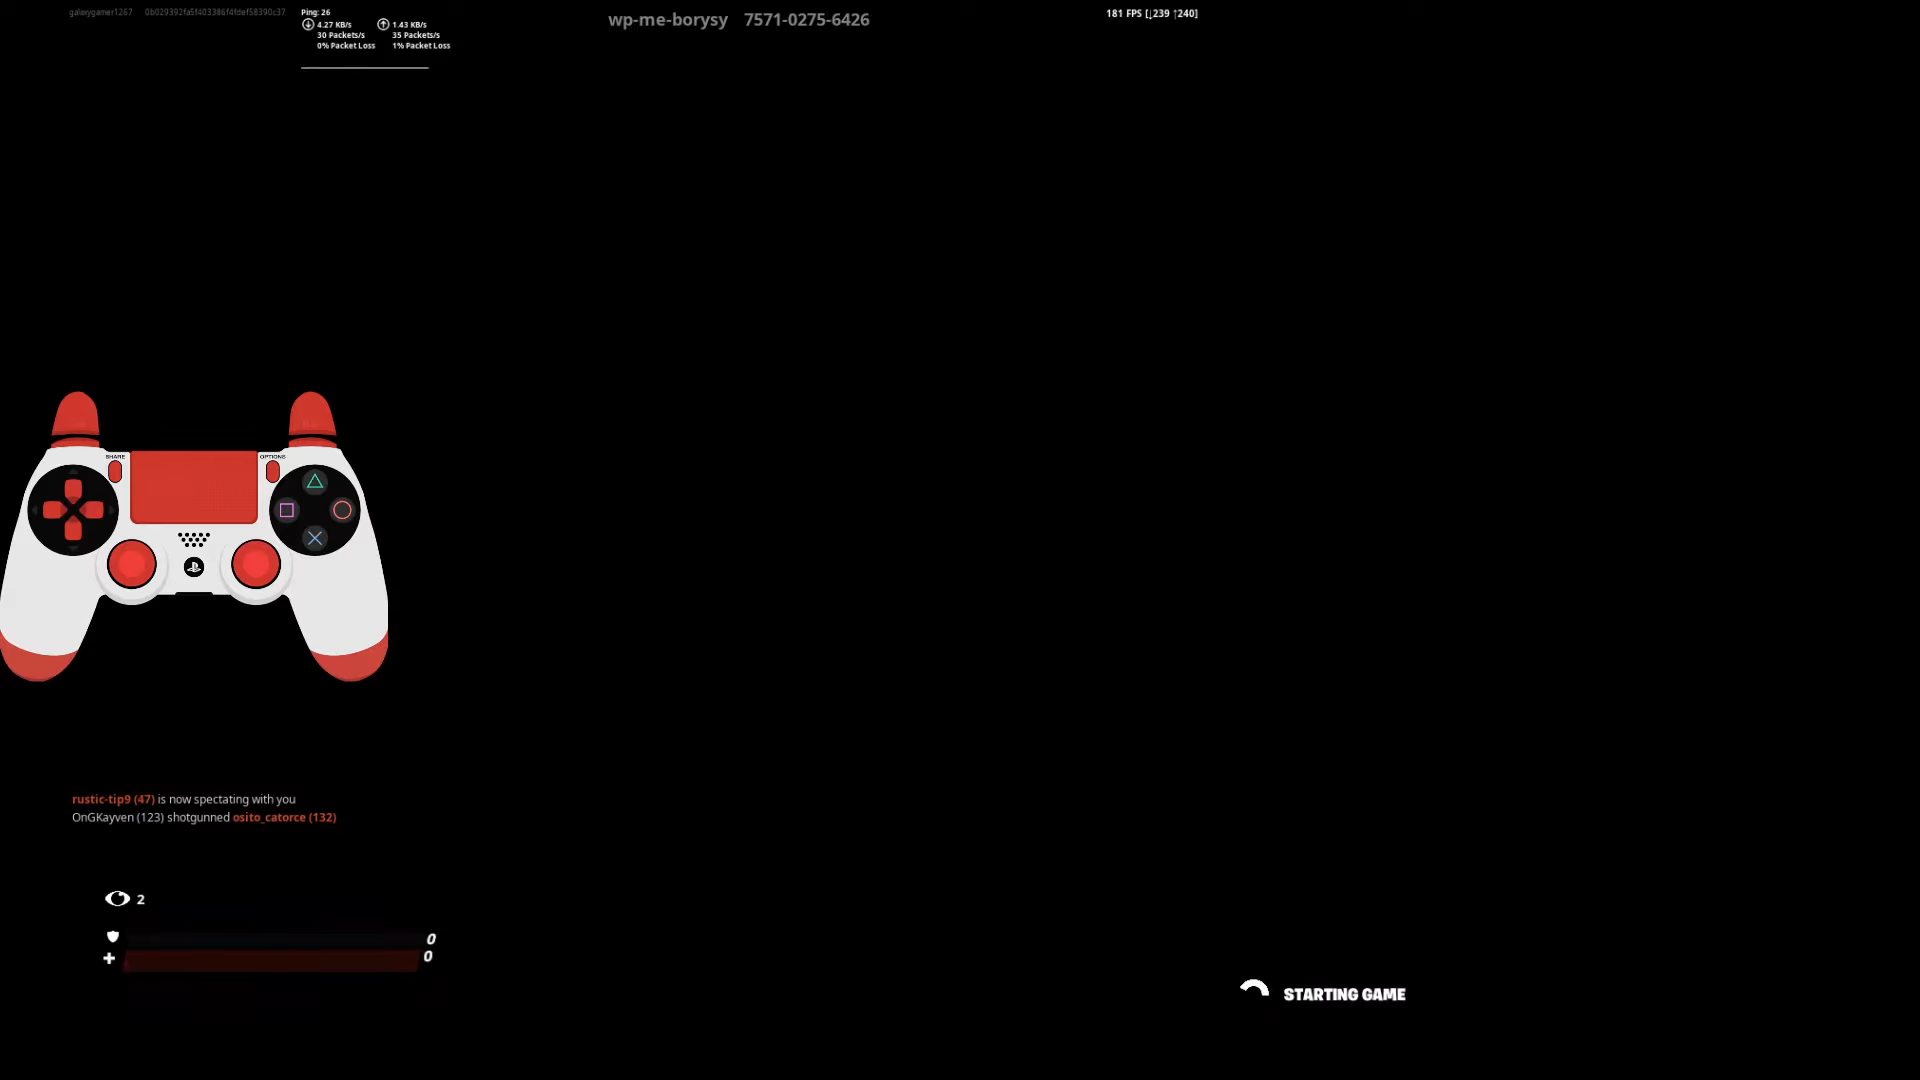 galaxygamer1267
Ping: 26
4.27 KB/s 1.43 KB/s
30 Packets/s 35 Packets/s
0% Packet Loss 1% Packet Loss
wp-me-borysy 7571-0275-6426
181 FPS [↓239 ↑240]
SHARE
OPTIONS
rustic-tip9 (47) is now spectating with you
OnGKayven (123) shotgunned osito_catorce (132)
2
0
0
STARTING GAME